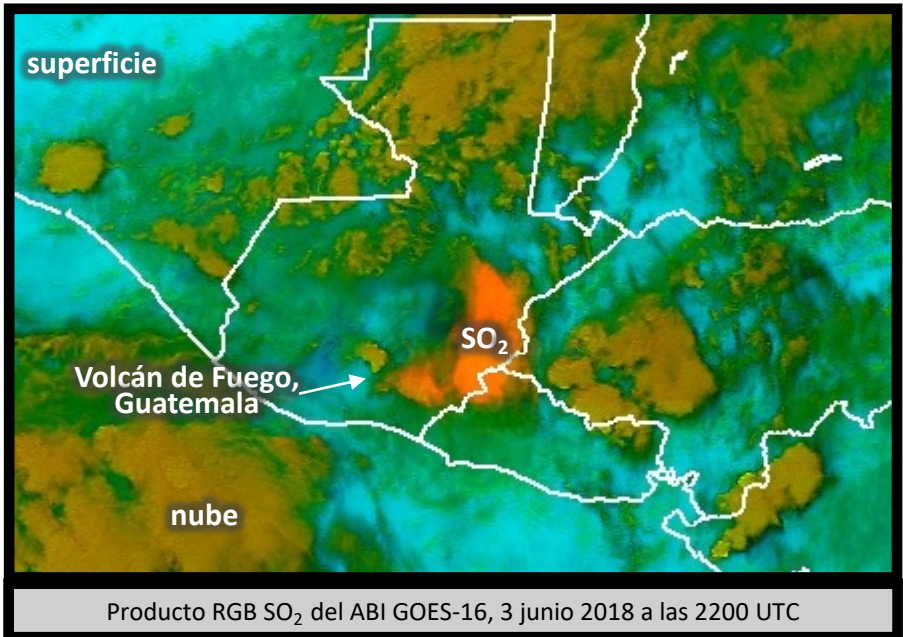 superficie
SO₂
Volcán de Fuego,
Guatemala
nube
Producto RGB SO₂ del ABI GOES-16, 3 junio 2018 a las 2200 UTC